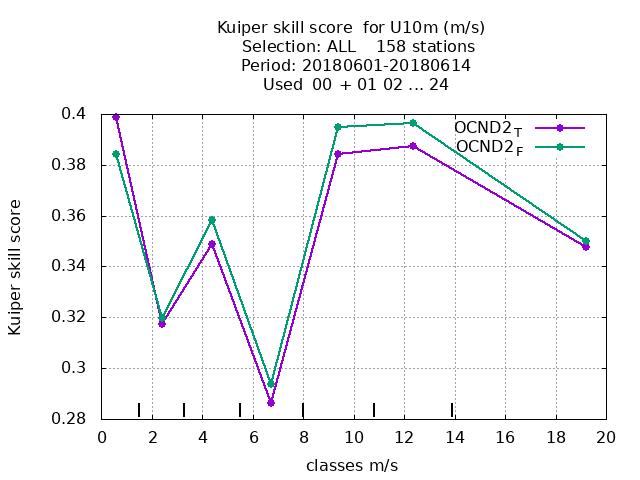 Kuiper skill score  for U10m (m/s)
Selection: ALL    158 stations
Period: 20180601-20180614
Used  00 + 01 02 ... 24
0.4
OCND2T
OCND2F
0.38
0.36
0.34
0.32
0.3
0.28
Kuiper skill score
0 2 4 6 8 10 12 14 16 18 20
classes m/s